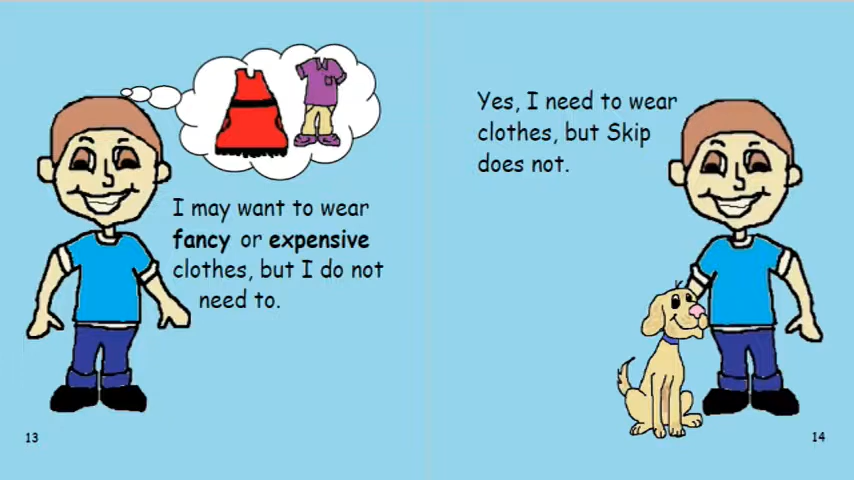 I may want to wear
fancy or expensive
clothes, but I do not
need to.
13
Yes, I need to wear
clothes, but Skip
does not.
14